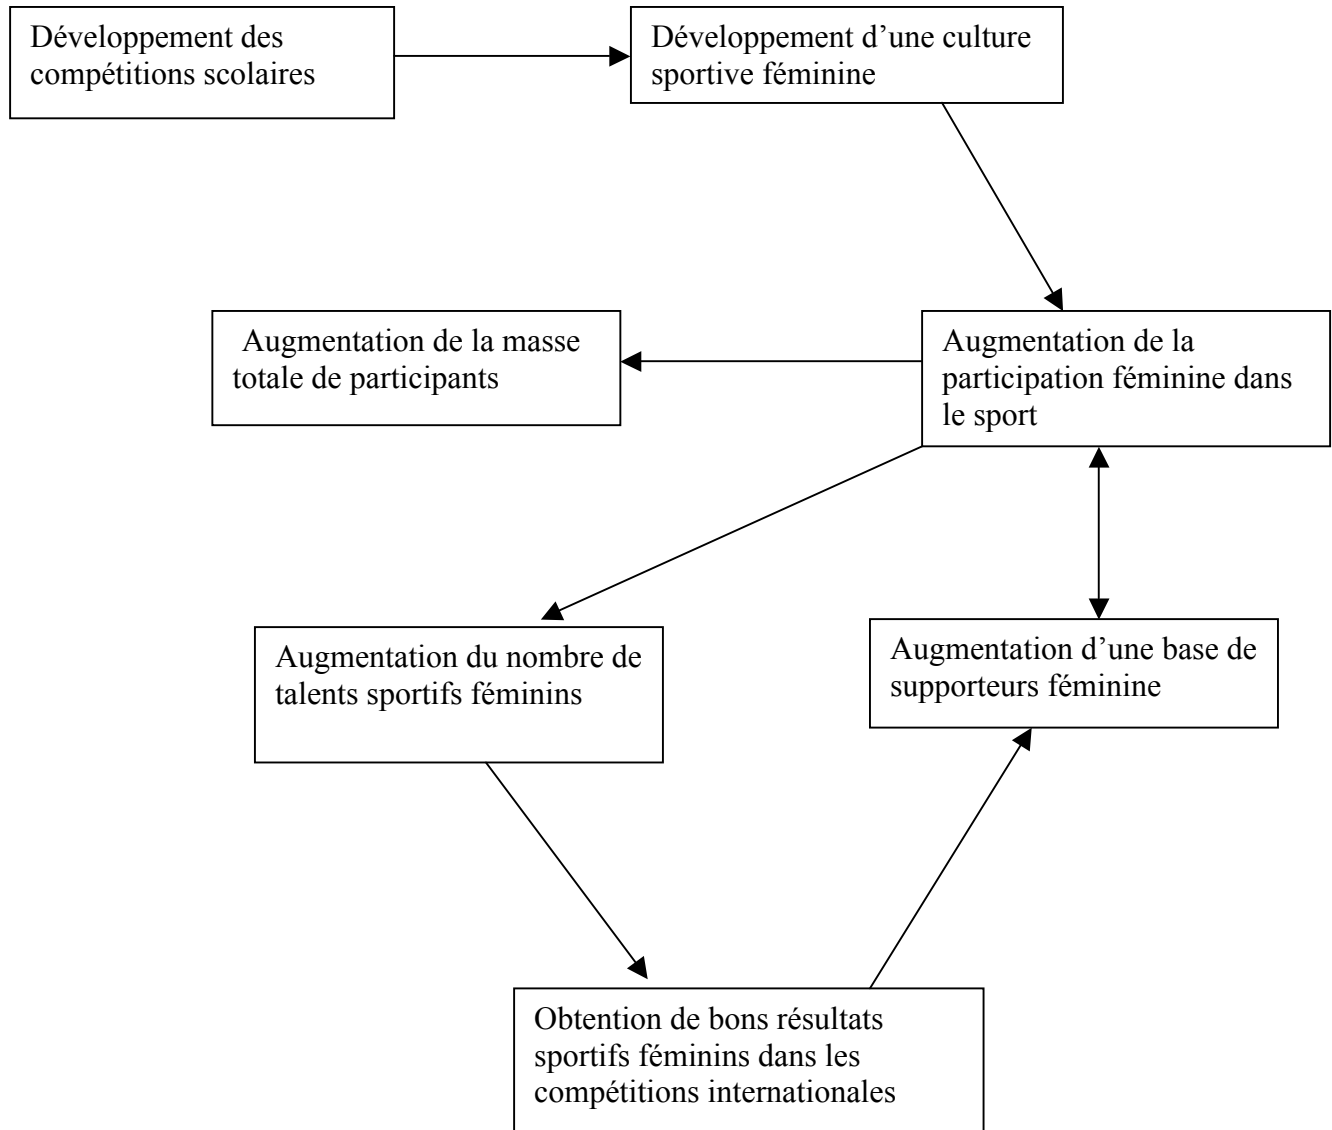 Développement des
compétitions scolaires
Développement d’une culture
sportive féminine
Augmentation de la masse
totale de participants
Augmentation de la
participation féminine dans
le sport
Augmentation du nombre de
talents sportifs féminins
Augmentation d’une base de
supporteurs féminine
Obtention de bons résultats
sportifs féminins dans les
compétitions internationales